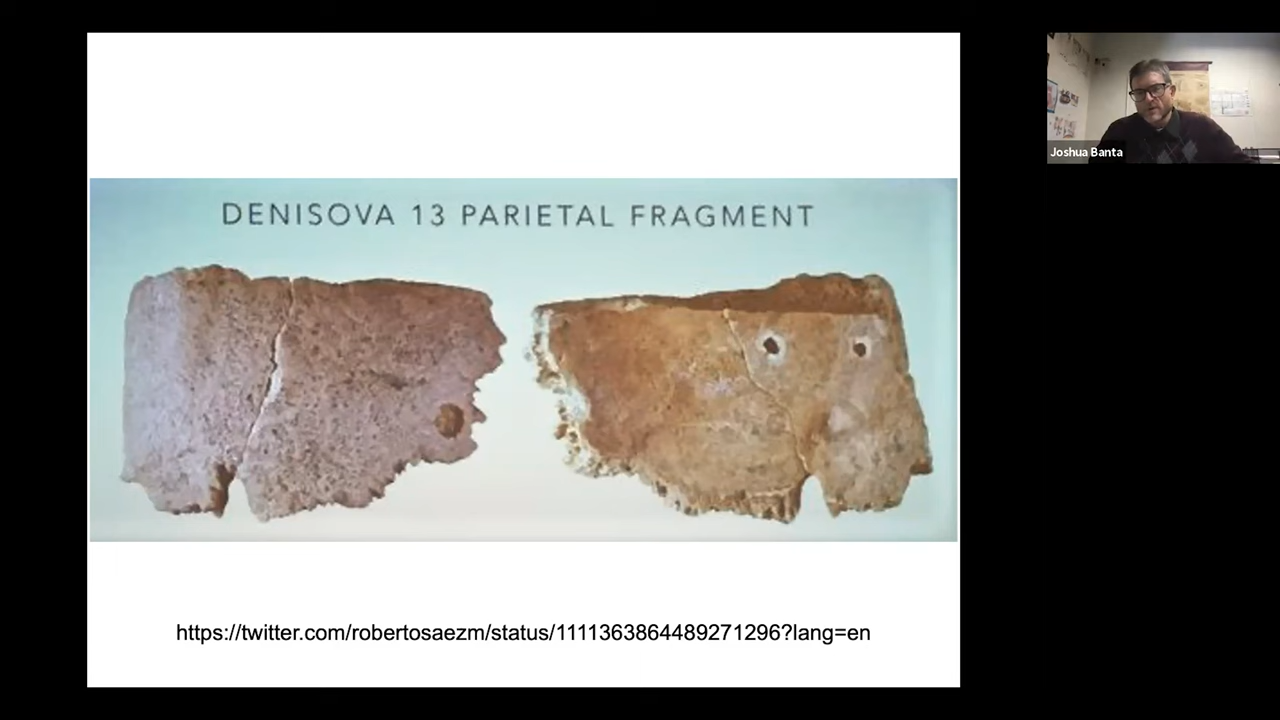 DENISOVA 13 PARIETAL FRAGMENT
Joshua Banta
https://twitter.com/robertosaezm/status/1111363864489271296?lang=en